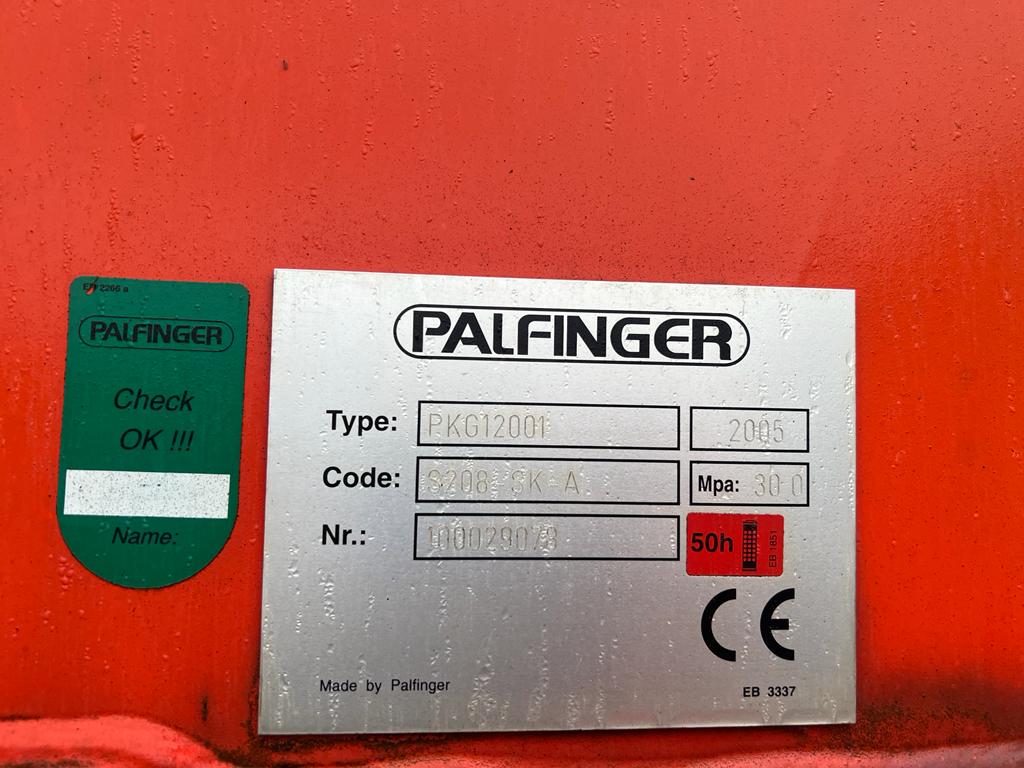 EB 2266 a
PALFINGER
Check
OK !!!
Name:
PALFINGER
Type: PKG12001 2005
Code: S208 SK A Mpa: 30.0
Nr.: 100029078
50h EB 1851
CE
Made by Palfinger EB 3337